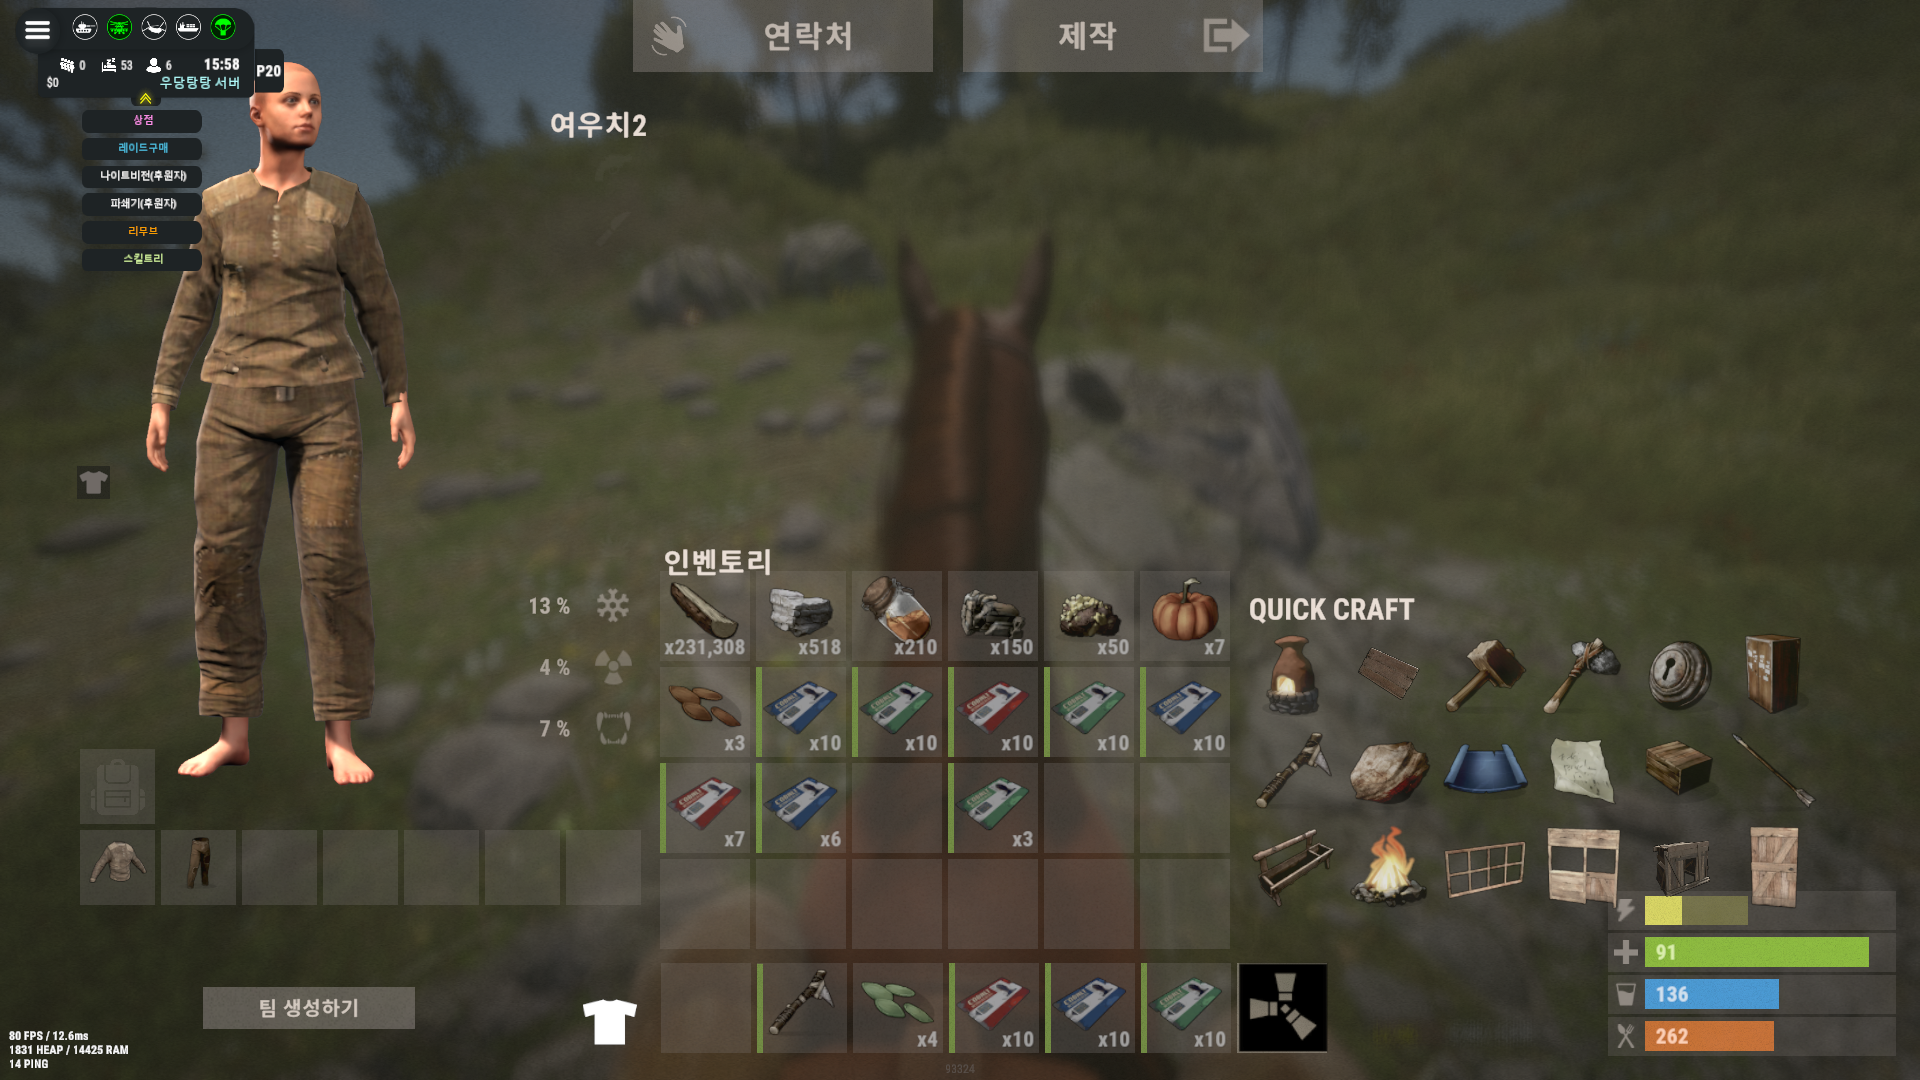 연락처
제작
0
53
6
15:58
P20
$0
우당탕탕 서버
상점
레이드구매
나이트비전(후원자)
파쇄기(후원자)
리무브
스킬트리
여우치2
인벤토리
13 %
4 %
7 %
x231,308
x518
x210
x150
x50
x7
x3
x10
x10
x10
x10
x10
x7
x6
x3
QUICK CRAFT
91
136
262
팀 생성하기
x4
x10
x10
x10
80 FPS / 12.6ms
1831 HEAP / 14425 RAM
14 PING
93324